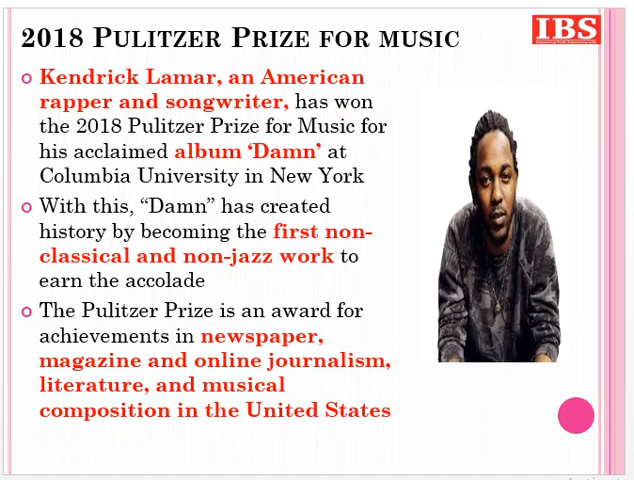 2018 PULITZER PRIZE FOR MUSIC
IBS
Kendrick Lamar, an American
rapper and songwriter, has won
the 2018 Pulitzer Prize for Music for
his acclaimed album ‘Damn’ at
Columbia University in New York
With this, “Damn” has created
history by becoming the first non-
classical and non-jazz work to
earn the accolade
The Pulitzer Prize is an award for
achievements in newspaper,
magazine and online journalism,
literature, and musical
composition in the United States